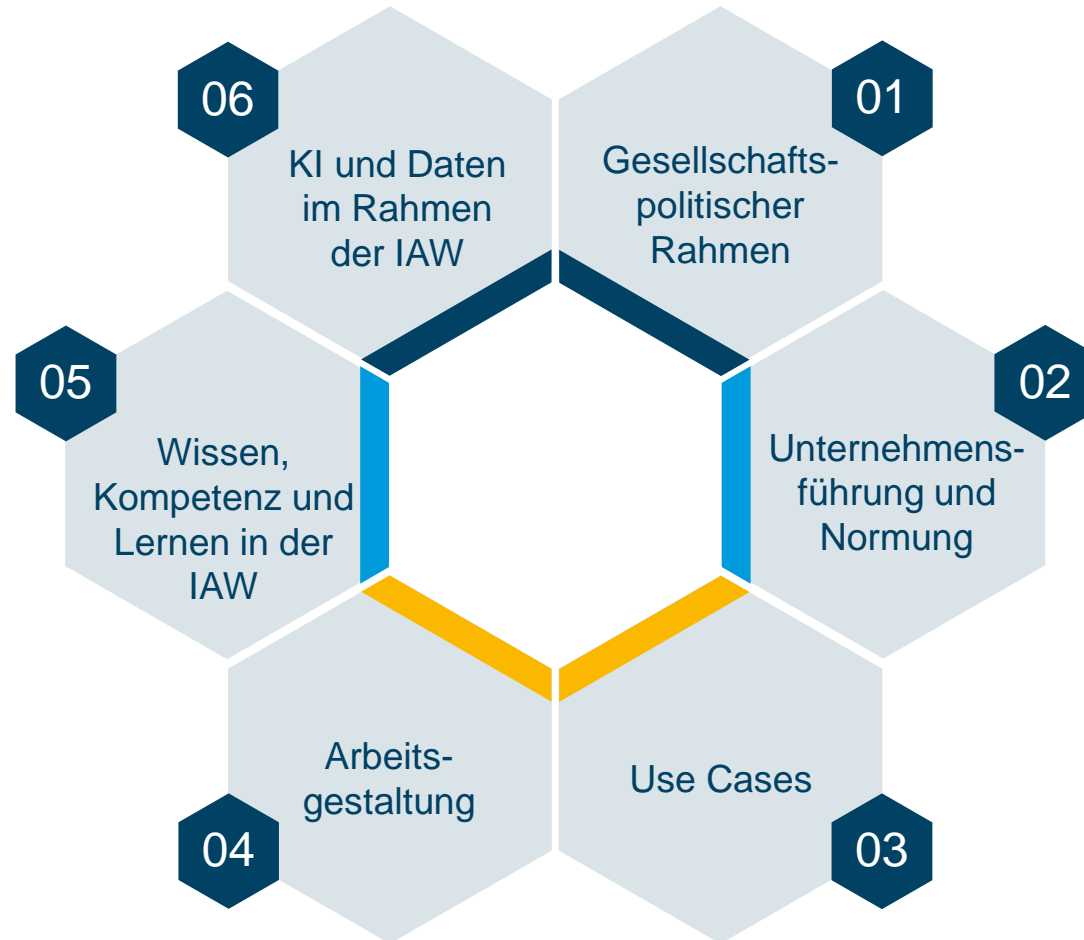 01
Gesellschafts-
politischer
Rahmen
02
Unternehmens-
führung und
Normung
03
Use Cases
04
Arbeits-
gestaltung
05
Wissen,
Kompetenz und
Lernen in der
IAW
06
KI und Daten
im Rahmen
der IAW